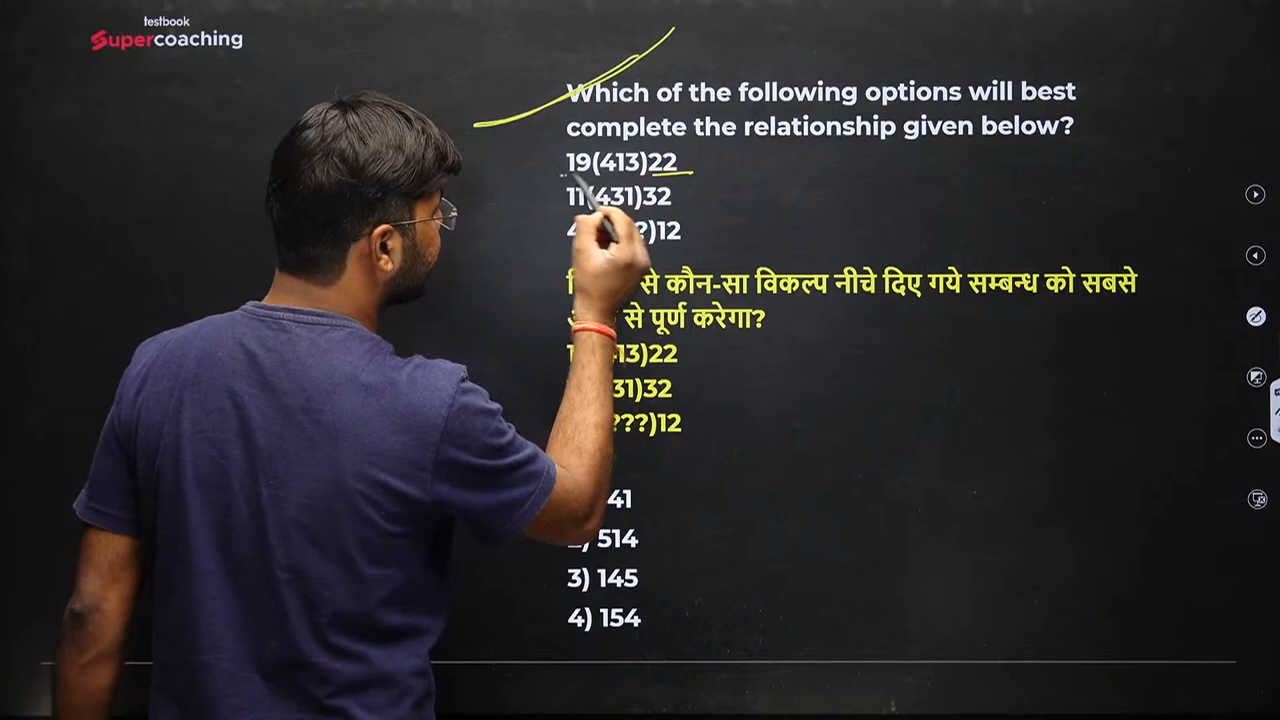 testbook
Supercoaching
Which of the following options will best
complete the relationship given below?
19(413)22
11(431)32
?)12
से कौन-सा विकल्प नीचे दिए गये सम्बन्ध को सबसे
से पूर्ण करेगा?
13)22
31)32
???)12
41
2) 514
3) 145
4) 154